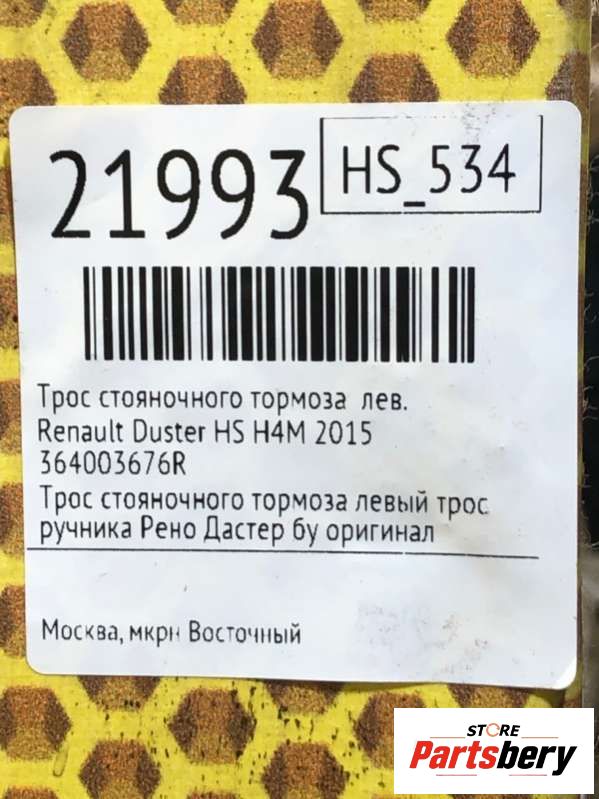 21993
HS_534
Трос стояночного тормоза лев.
Renault Duster HS H4M 2015
364003676R
Трос стояночного тормоза левый трос
ручника Рено Дастер бу оригинал
Москва, мкрн Восточный
STORE
Partsbery